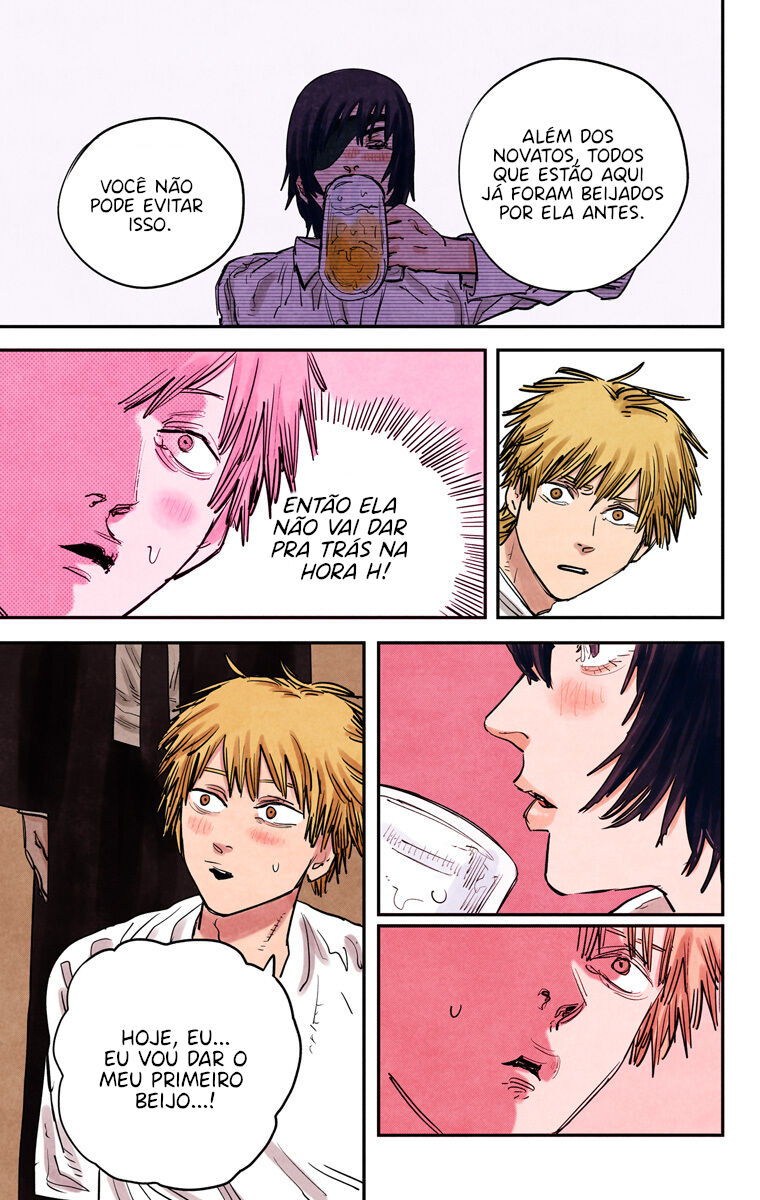 ALÉM DOS
NOVATOS, TODOS
QUE ESTÃO AQUI
JÁ FORAM BEIJADOS
POR ELA ANTES.
VOCÊ NÃO
PODE EVITAR
ISSO.
ENTÃO ELA
NÃO VAI DAR
PRA TRÁS NA
HORA H!
HOJE, EU...
EU VOU DAR O
MEU PRIMEIRO
BEIJO...!